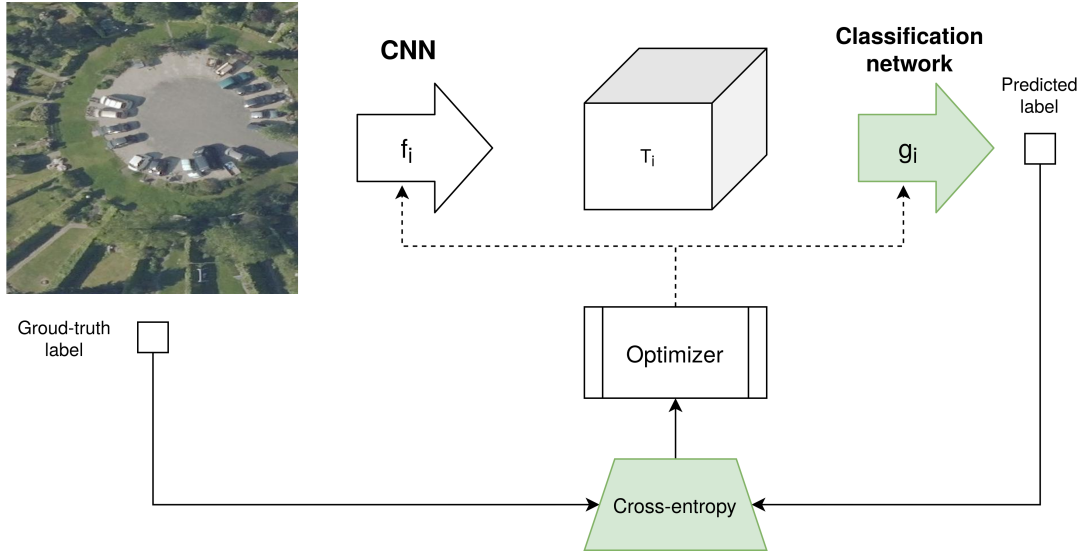 CNN
Classification
network
Predicted
label
fi
Ti
gi
Groud-truth
label
Optimizer
Cross-entropy